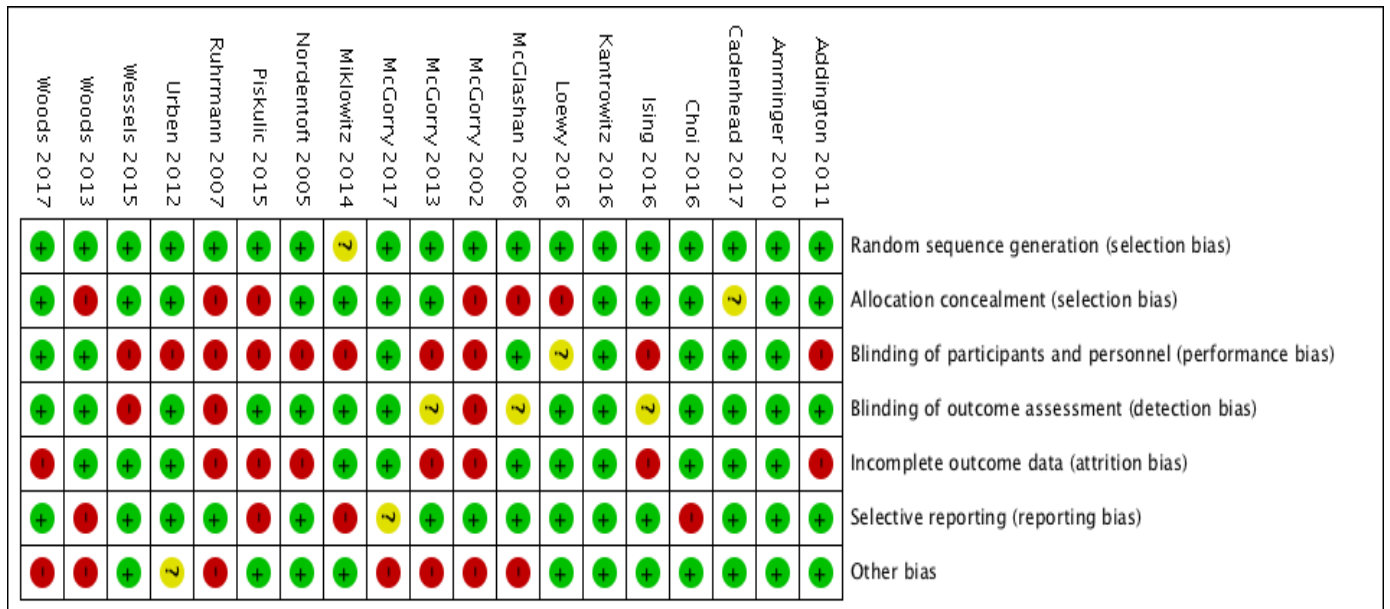 Woods 2017
Woods 2013
Wessels 2015
Urben 2012
Ruhrmann 2007
Piskulic 2015
Nordentoft 2005
Miklowitz 2014
McGorry 2017
McGorry 2013
McGorry 2002
McGlashan 2006
Loewy 2016
Kantrowitz 2016
Ising 2016
Choi 2016
Cadenhead 2017
Amminger 2010
Addington 2011
+ + + + + + + ? + + + + + + + + + + + Random sequence generation (selection bias)
+ - + + - - + + + + - - - + + + ? + + Allocation concealment (selection bias)
+ + - - - - - - + - - + ? + - + + + - Blinding of participants and personnel (performance bias)
+ + - + - + + + + ? - ? + + ? + + + + Blinding of outcome assessment (detection bias)
- + + + - - - + + - - + + + - + + + - Incomplete outcome data (attrition bias)
+ - + + + - + - ? + + + + + + - + + + Selective reporting (reporting bias)
- - + ? - + + + - - - - + + + + + + + Other bias